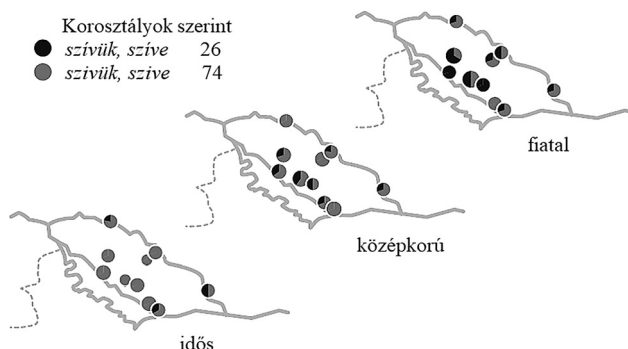 Korosztályok szerint
szívük, szíve 26
szivük, szive 74
fiatal
középkorú
idős